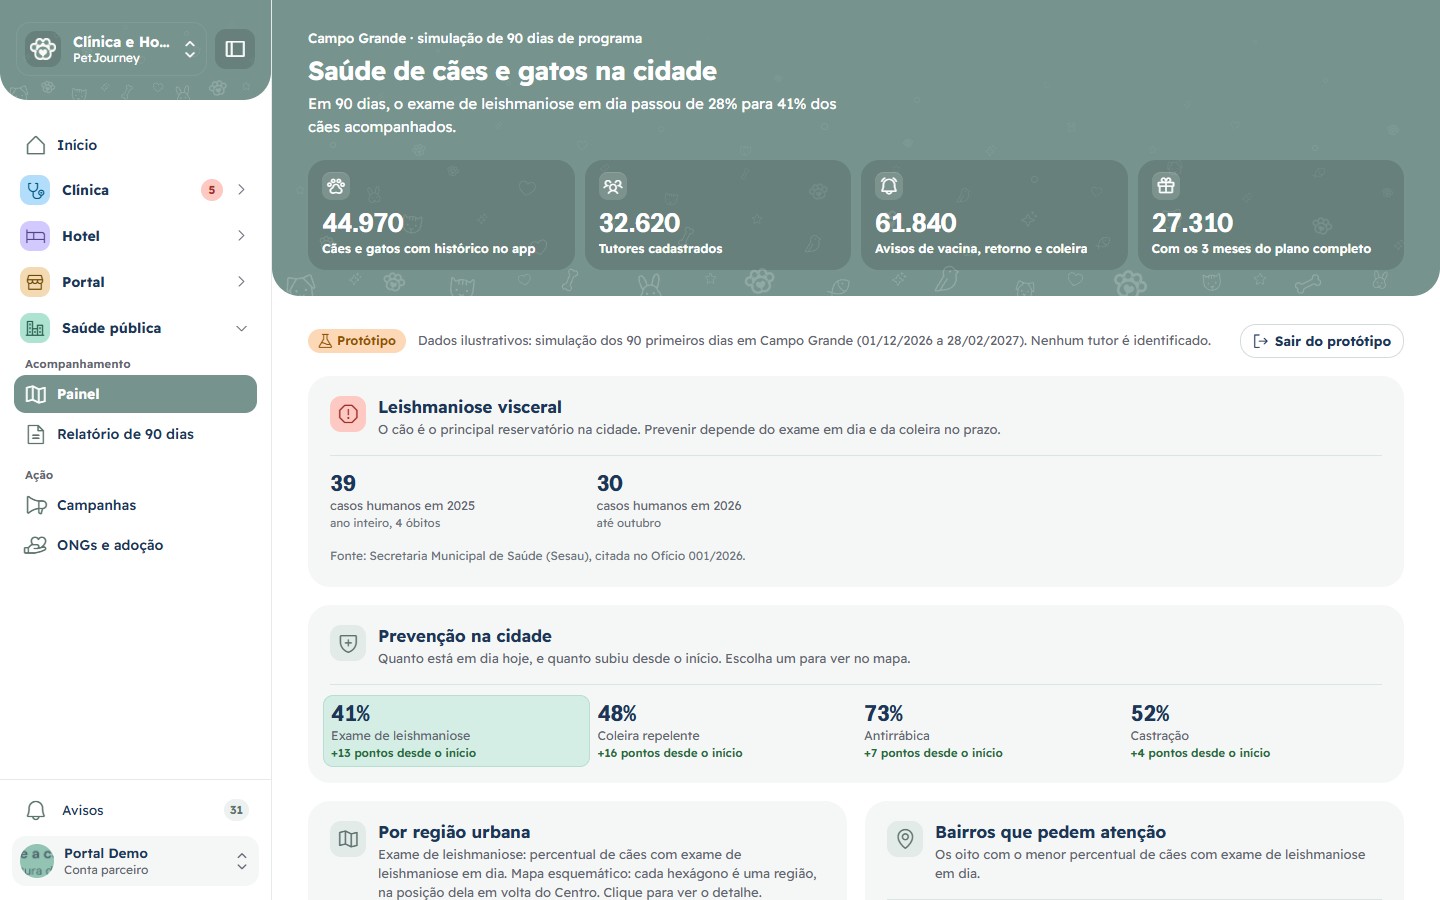 Clínica e Ho...
PetJourney
Início
Clínica
5
Hotel
Portal
Saúde pública
Acompanhamento
Painel
Relatório de 90 dias
Ação
Campanhas
ONGs e adoção
Avisos
31
Portal Demo
Conta parceiro
Campo Grande · simulação de 90 dias de programa
Saúde de cães e gatos na cidade
Em 90 dias, o exame de leishmaniose em dia passou de 28% para 41% dos
cães acompanhados.
44.970
Cães e gatos com histórico no app
32.620
Tutores cadastrados
61.840
Avisos de vacina, retorno e coleira
27.310
Com os 3 meses do plano completo
Protótipo
Dados ilustrativos: simulação dos 90 primeiros dias em Campo Grande (01/12/2026 a 28/02/2027). Nenhum tutor é identificado.
Sair do protótipo
Leishmaniose visceral
O cão é o principal reservatório na cidade. Prevenir depende do exame em dia e da coleira no prazo.
39
casos humanos em 2025
ano inteiro, 4 óbitos
30
casos humanos em 2026
até outubro
Fonte: Secretaria Municipal de Saúde (Sesau), citada no Ofício 001/2026.
Prevenção na cidade
Quanto está em dia hoje, e quanto subiu desde o início. Escolha um para ver no mapa.
41%
Exame de leishmaniose
+13 pontos desde o início
48%
Coleira repelente
+16 pontos desde o início
73%
Antirrábica
+7 pontos desde o início
52%
Castração
+4 pontos desde o início
Por região urbana
Exame de leishmaniose: percentual de cães com exame de
leishmaniose em dia. Mapa esquemático: cada hexágono é uma região,
na posição dela em volta do Centro. Clique para ver o detalhe.
Bairros que pedem atenção
Os oito com o menor percentual de cães com exame de leishmaniose
em dia.